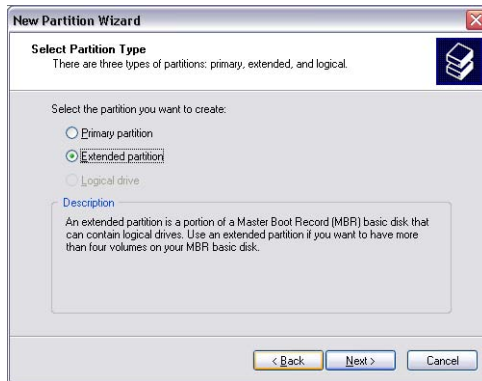 New Partition Wizard
Select Partition Type
There are three types of partitions: primary, extended, and logical.
Select the partition you want to create:
Primary partition
Extended partition
Logical drive
Description
An extended partition is a portion of a Master Boot Record (MBR) basic disk that
can contain logical drives. Use an extended partition if you want to have more
than four volumes on your MBR basic disk.
< Back
Next >
Cancel